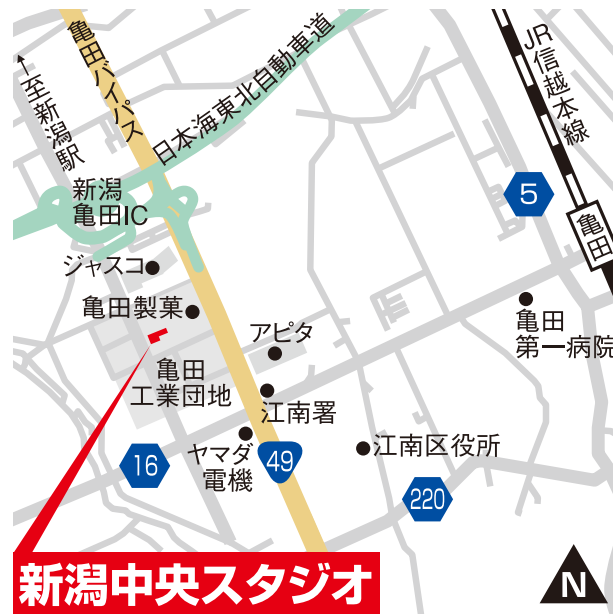 亀田バイパス
JR信越本線
↑至新潟駅
日本海東北自動車道
新潟
亀田IC
5
亀田
ジャスコ
亀田製菓
アピタ
亀田
第一病院
亀田
工業団地
江南署
ヤマダ
電機
49
江南区役所
16
220
新潟中央スタジオ
N